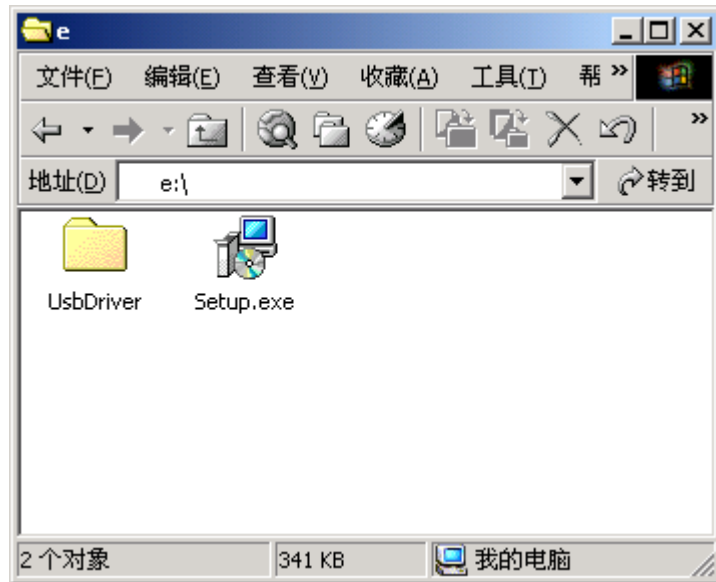 e
文件(F) 编辑(E) 查看(V) 收藏(A) 工具(T) 帮 »
»
地址(D) e:\ 转到
UsbDriver Setup.exe
2 个对象 341 KB 我的电脑